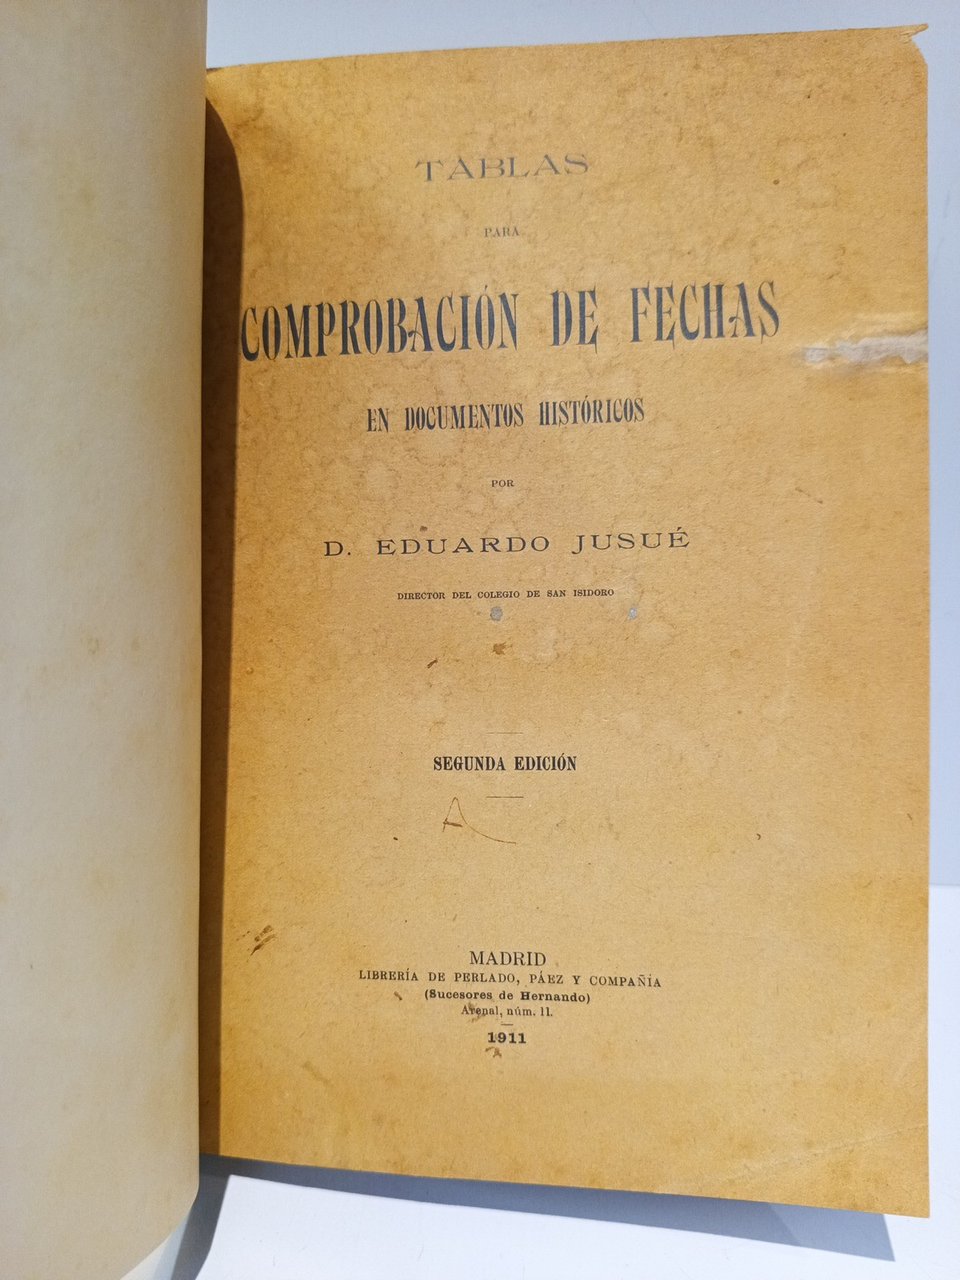 TABLAS
PARA
COMPROBACIÓN DE FECHAS
EN DOCUMENTOS HISTÓRICOS
POR
D. EDUARDO JUSUÉ
DIRECTOR DEL COLEGIO DE SAN ISIDORO
SEGUNDA EDICIÓN
MADRID
LIBRERÍA DE PERLADO, PÁEZ Y COMPAÑÍA
(Sucesores de Hernando)
Arenal, núm. 11.
1911